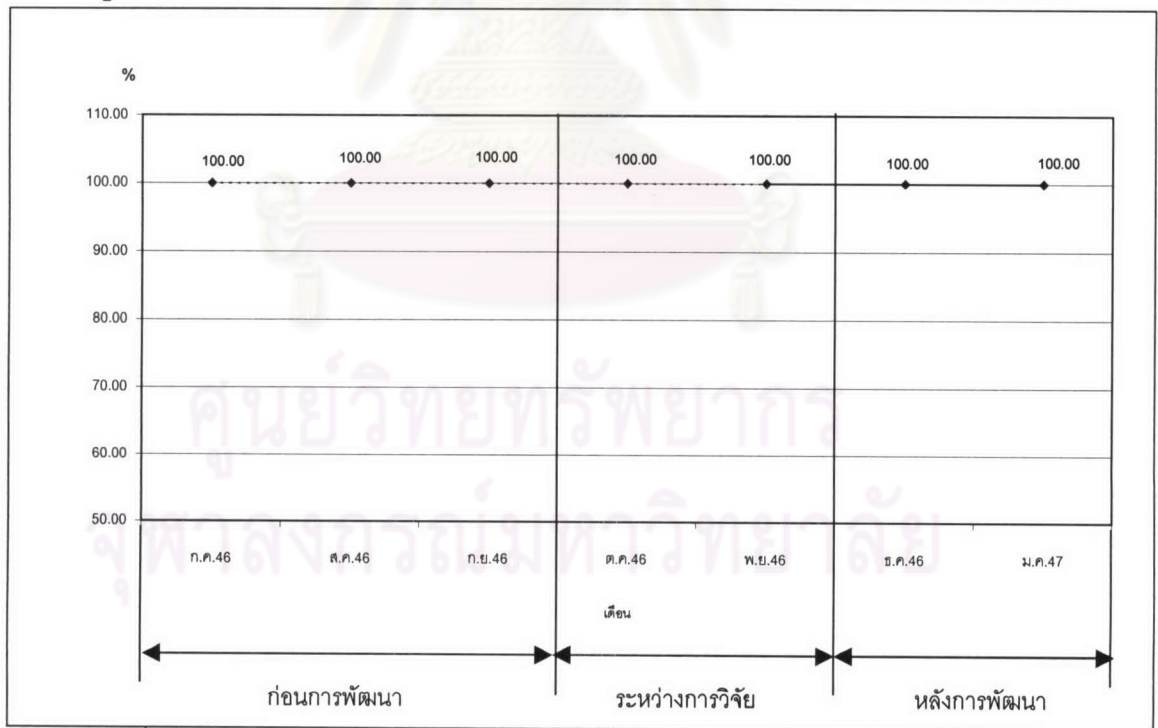 %
110.00
100.00 100.00 100.00 100.00 100.00 100.00 100.00
100.00
90.00
80.00
70.00
ศูนย์วิทยทรัพยากร
60.00
50.00
จุฬาลงกรณ์มหาวิทยาลัย
ก.ค.46 ส.ค.46 ก.ย.46 ต.ค.46 พ.ย.46 ธ.ค.46 ม.ค.47
เดือน
ก่อนการพัฒนา ระหว่างการวิจัย หลังการพัฒนา